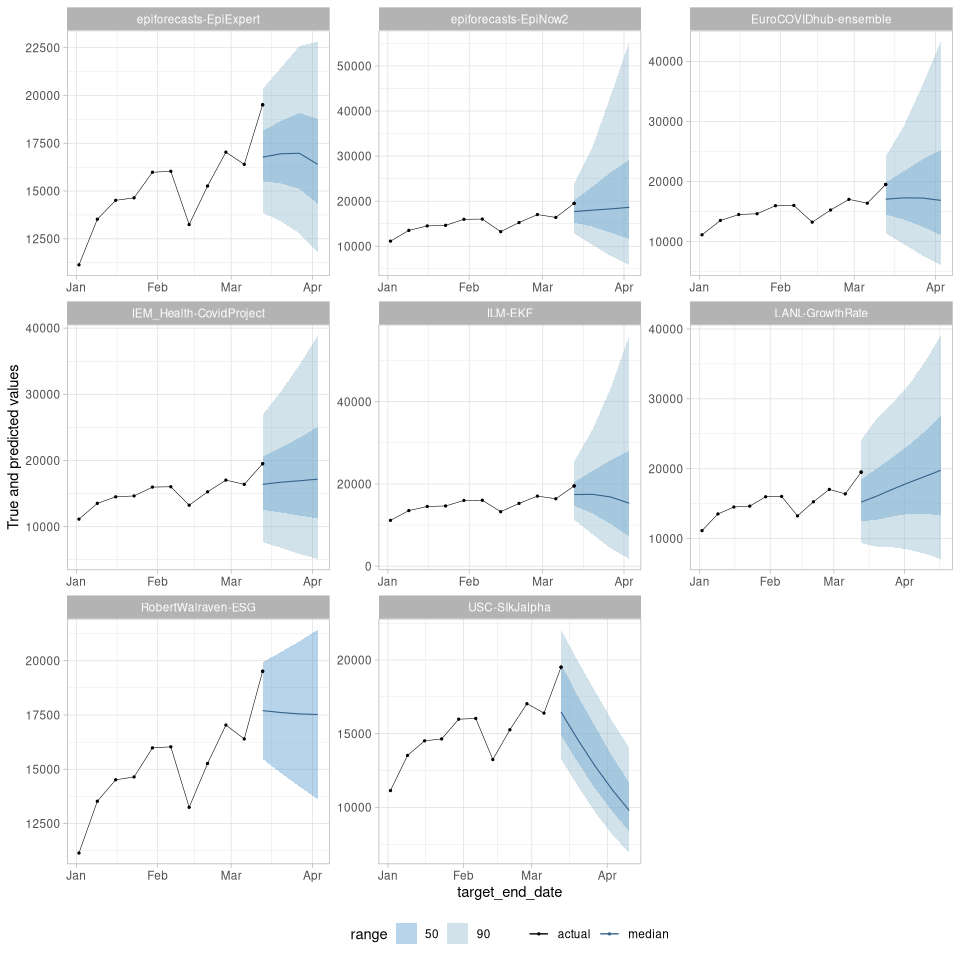 epiforecasts-EpiExpert
epiforecasts-EpiNow2
EuroCOVIDhub-ensemble
22500
20000
17500
15000
12500
Jan Feb Mar Apr
50000
40000
30000
20000
10000
Jan Feb Mar Apr
40000
30000
20000
10000
Jan Feb Mar Apr
IEM_Health-CovidProject
ILM-EKF
LANL-GrowthRate
True and predicted values
40000
30000
20000
10000
Jan Feb Mar Apr
40000
20000
0
Jan Feb Mar Apr
40000
30000
20000
10000
Jan Feb Mar Apr
RobertWalraven-ESG
USC-SIkJalpha
20000
17500
15000
12500
Jan Feb Mar Apr
20000
15000
10000
Jan Feb Mar Apr
target_end_date
range 50 90 actual median